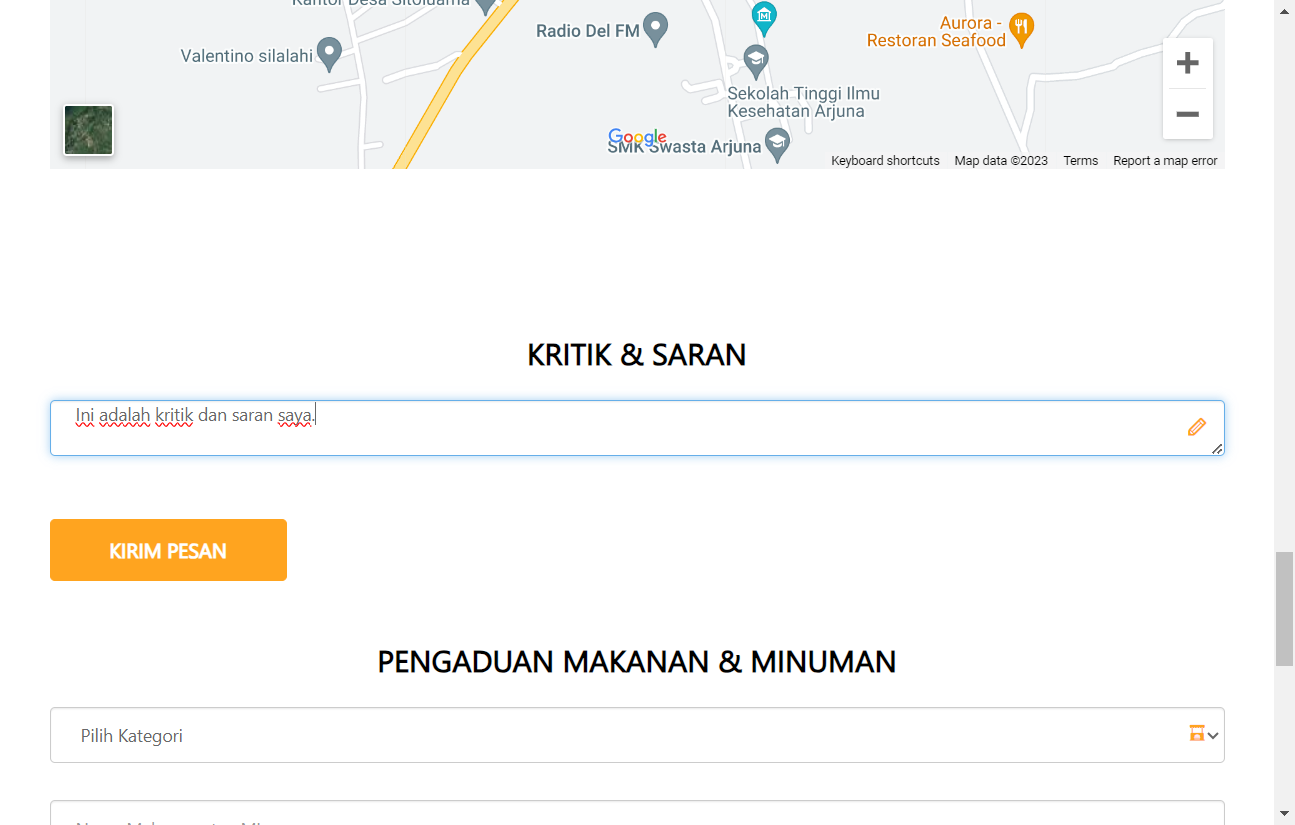 Kantor Desa Sitoluama
Radio Del FM
Aurora -
Restoran Seafood
Valentino silalahi
Sekolah Tinggi Ilmu
Kesehatan Arjuna
Google
SMK Swasta Arjuna
Keyboard shortcuts Map data ©2023 Terms Report a map error
KRITIK & SARAN
Ini adalah kritik dan saran saya.
KIRIM PESAN
PENGADUAN MAKANAN & MINUMAN
Pilih Kategori